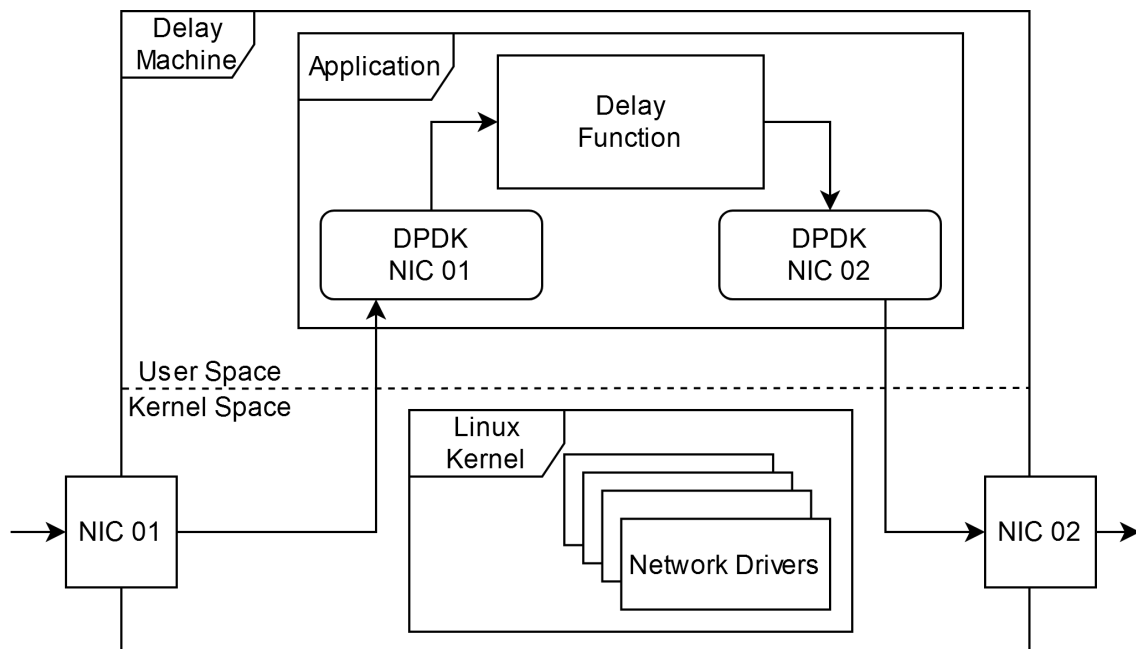 Delay
Machine
Application
Delay
Function
DPDK
NIC 01
DPDK
NIC 02
User Space
Kernel Space
Linux
Kernel
NIC 01
Network Drivers
NIC 02